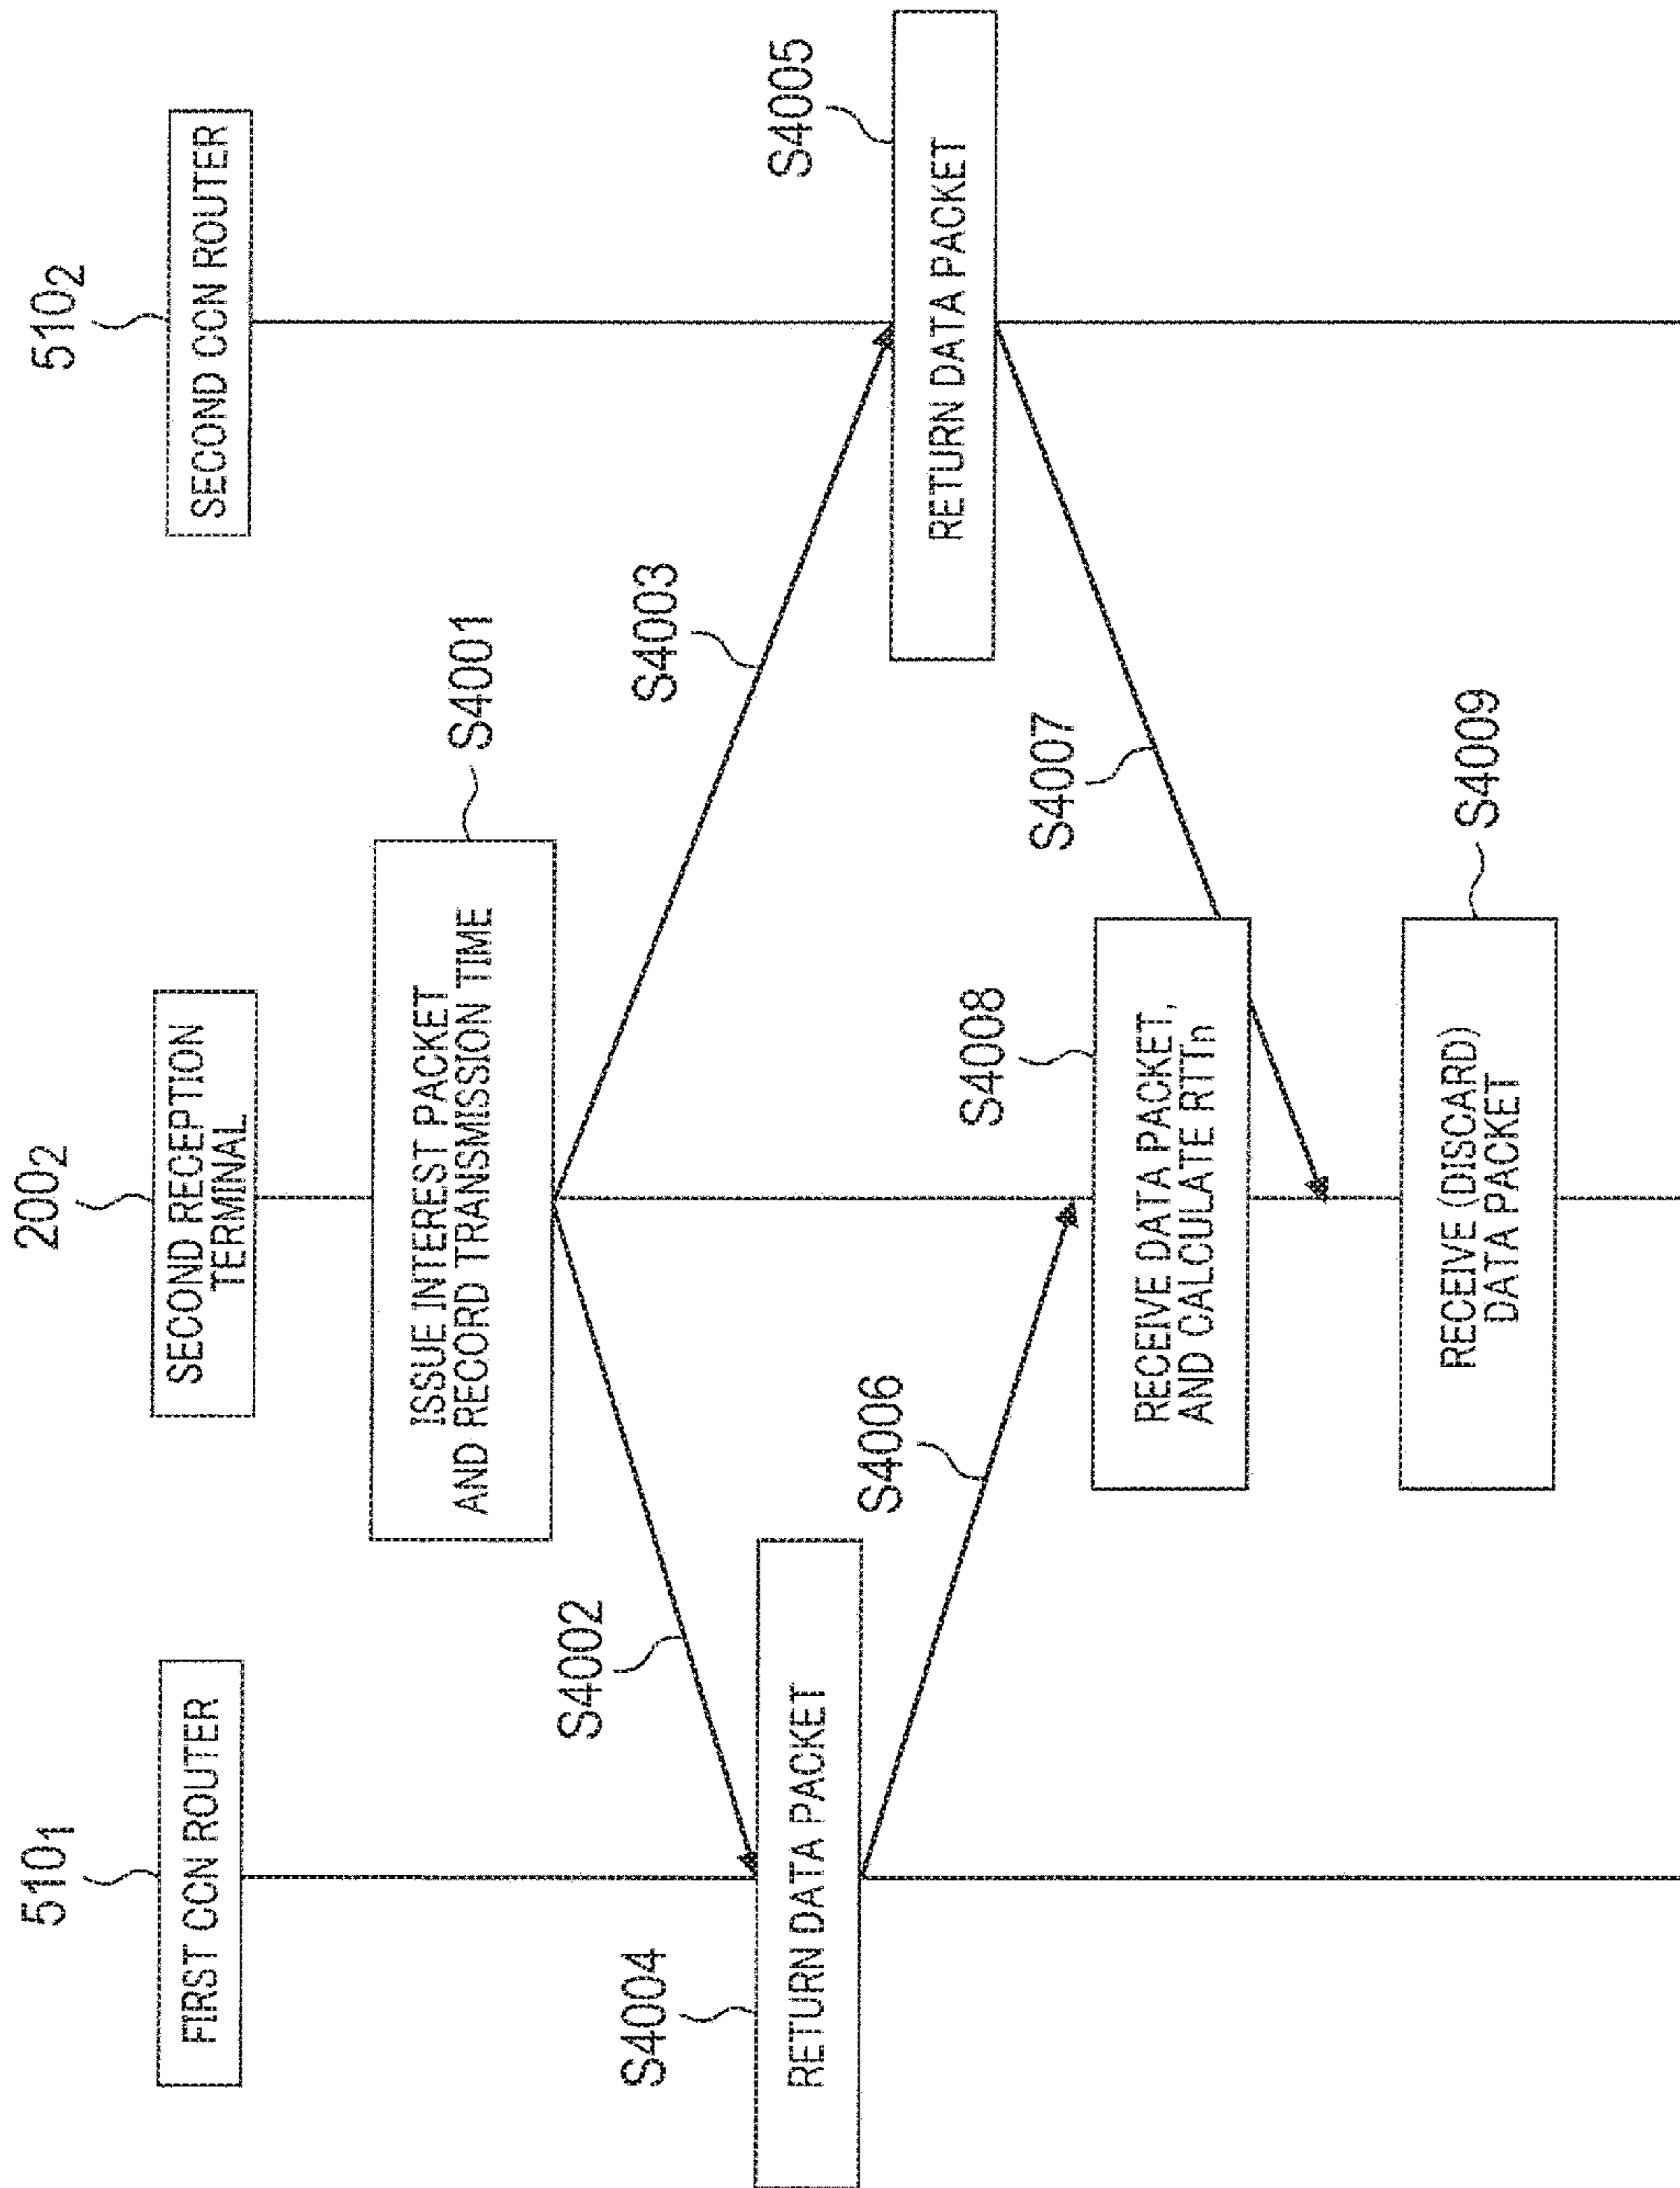 510₁
FIRST CCN ROUTER
200₂
SECOND RECEPTION
TERMINAL
510₂
SECOND CCN ROUTER
ISSUE INTEREST PACKET
AND RECORD TRANSMISSION TIME
S4001
S4002
S4003
S4004
RETURN DATA PACKET
S4005
RETURN DATA PACKET
S4006
S4007
S4008
RECEIVE DATA PACKET,
AND CALCULATE RTTₙ
S4009
RECEIVE (DISCARD)
DATA PACKET